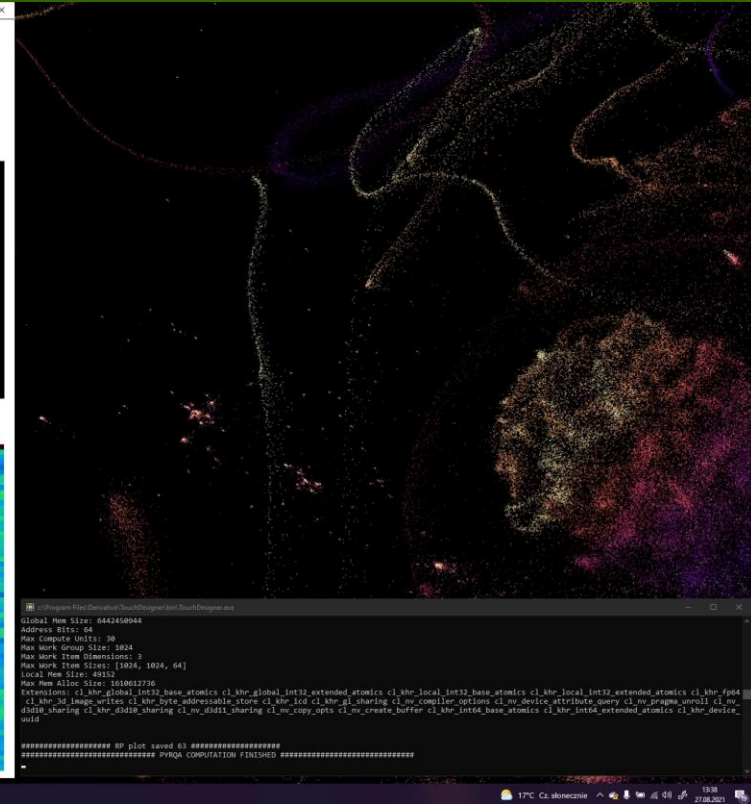 c:\Program Files\Derivative\TouchDesigner\bin\TouchDesigner.exe
Global Mem Size: 6442450944
Address Bits: 64
Max Compute Units: 30
Max Work Group Size: 1024
Max Work Item Dimensions: 3
Max Work Item Sizes: [1024, 1024, 64]
Local Mem Size: 49152
Max Mem Alloc Size: 1610612736
Extensions: cl_khr_global_int32_base_atomics cl_khr_global_int32_extended_atomics cl_khr_local_int32_base_atomics cl_khr_local_int32_extended_atomics cl_khr_fp64
cl_khr_3d_image_writes cl_khr_byte_addressable_store cl_khr_icd cl_khr_gl_sharing cl_nv_compiler_options cl_nv_device_attribute_query cl_nv_pragma_unroll cl_nv_
d3d10_sharing cl_khr_d3d10_sharing cl_nv_d3d11_sharing cl_nv_copy_opts cl_nv_create_buffer cl_khr_int64_base_atomics cl_khr_int64_extended_atomics cl_khr_device_
uuid
#################### RP plot saved 63 ####################
############################## PYRQA COMPUTATION FINISHED ##############################
17°C Cz. słonecznie
13:38
27.08.2021